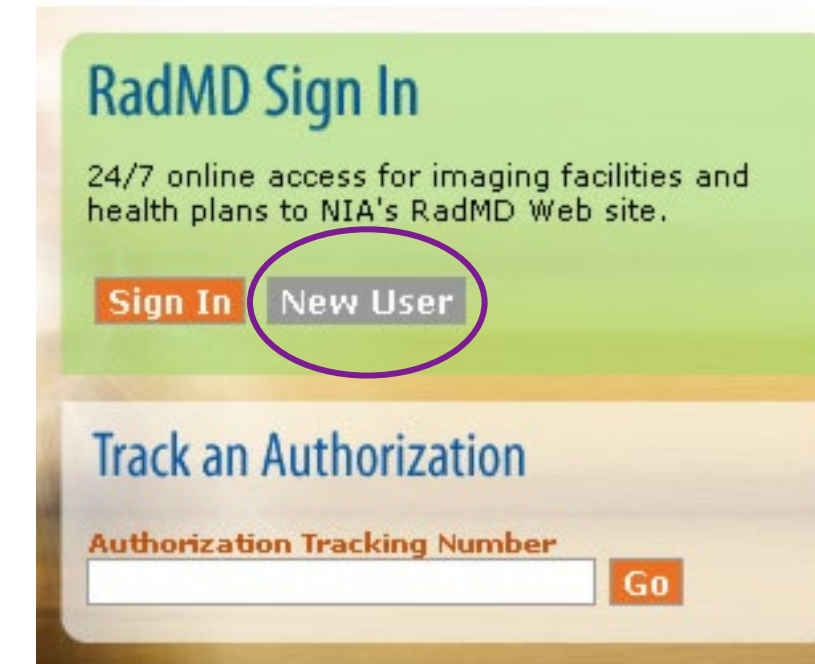 RadMD Sign In
24/7 online access for imaging facilities and
health plans to NIA's RadMD Web site.
Sign In New User
Track an Authorization
Authorization Tracking Number
Go